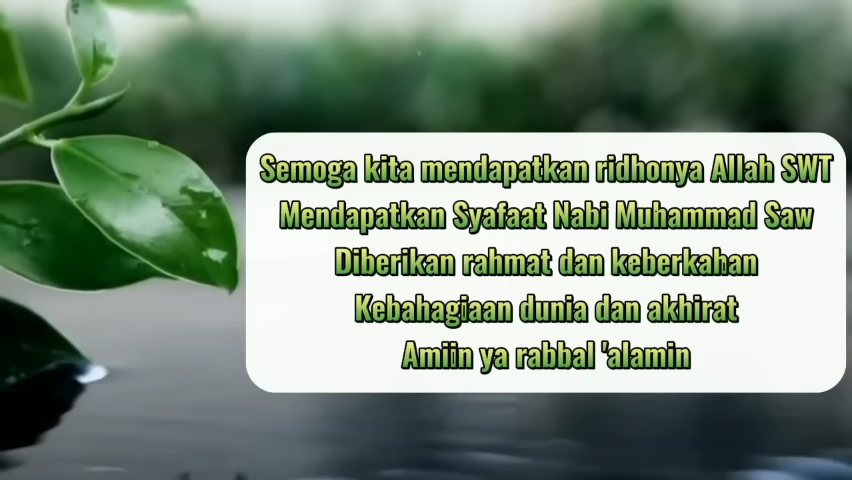 Semoga kita mendapatkan ridhonya Allah SWT
Mendapatkan Syafaat Nabi Muhammad Saw
Diberikan rahmat dan keberkahan
Kebahagiaan dunia dan akhirat
Amiin ya rabbal 'alamin